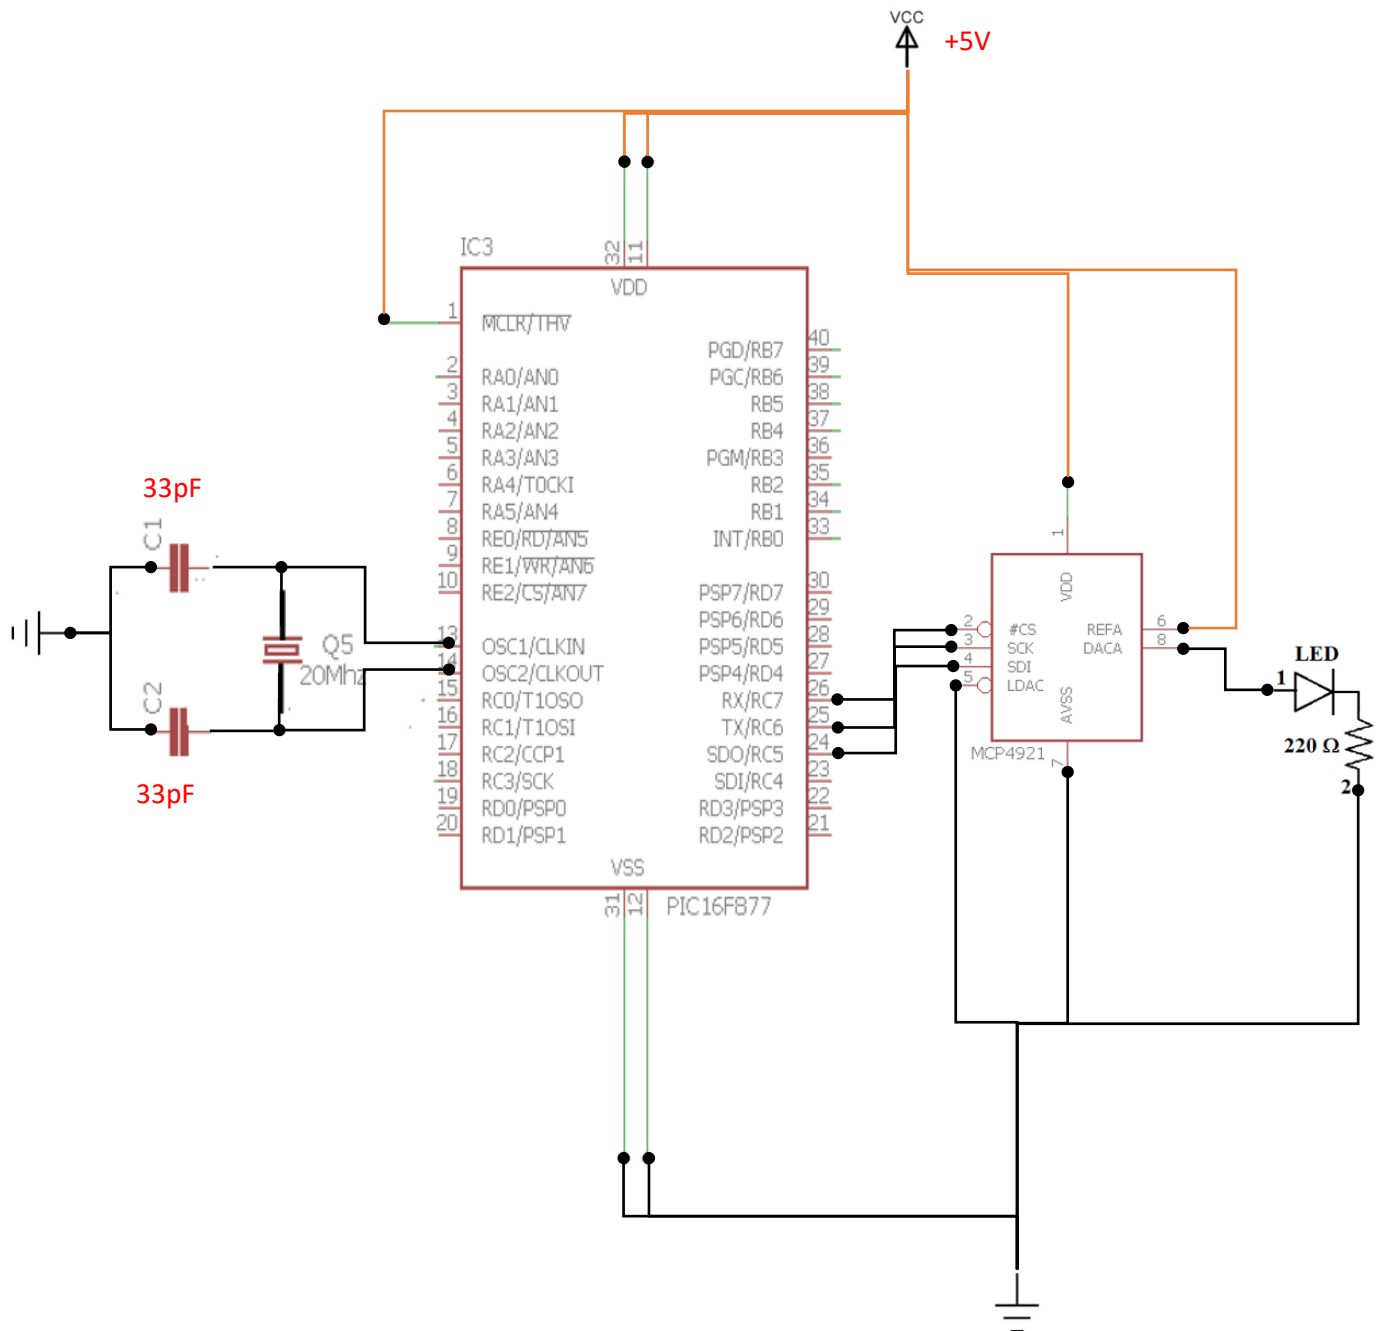 VCC
+5V
IC3
32
11
VDD
1
MCLR/THV
2
RA0/AN0
3
RA1/AN1
4
RA2/AN2
5
RA3/AN3
6
RA4/T0CKI
7
RA5/AN4
8
RE0/RD/AN5
9
RE1/WR/AN6
10
RE2/CS/AN7
13
OSC1/CLKIN
14
OSC2/CLKOUT
15
RC0/T1OSO
16
RC1/T1OSI
17
RC2/CCP1
18
RC3/SCK
19
RD0/PSP0
20
RD1/PSP1
PGD/RB7
40
PGC/RB6
39
RB5
38
RB4
37
PGM/RB3
36
RB2
35
RB1
34
INT/RB0
33
PSP7/RD7
30
PSP6/RD6
29
PSP5/RD5
28
PSP4/RD4
27
RX/RC7
26
TX/RC6
25
SDO/RC5
24
SDI/RC4
23
RD3/PSP3
22
RD2/PSP2
21
VSS
31
12
PIC16F877
33pF
C1
Q5
20Mhz
C2
33pF
1
VDD
2
#CS
3
SCK
4
SDI
5
LDAC
REFA
6
DACA
8
AVSS
7
MCP4921
LED
1
220 Ω
2